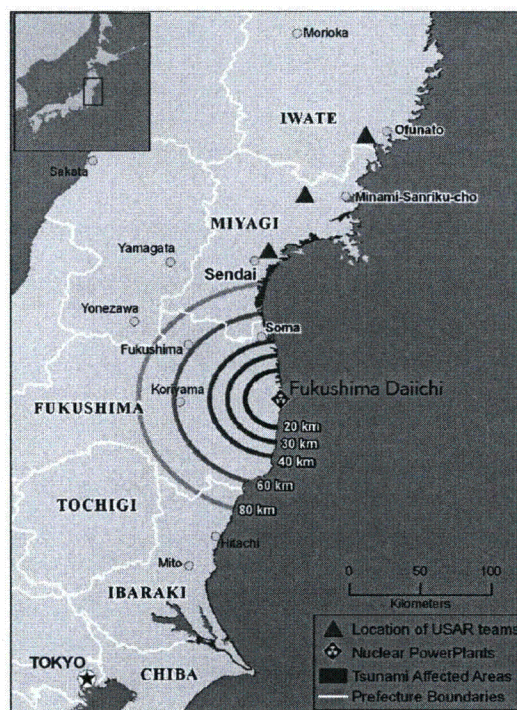 Morioka
IWATE
Ofunato
Sakata
Minami-Sanriku-cho
MIYAGI
Yamagata
Sendai
Yonezawa
Soma
Fukushima
Fukushima Daiichi
Koriyama
FUKUSHIMA
20 km
30 km
40 km
60 km
80 km
TOCHIGI
Hitachi
Mito
IBARAKI
0 50 100
Kilometers
TOKYO
CHIBA
Location of USAR teams
Nuclear PowerPlants
Tsunami Affected Areas
Prefecture Boundaries